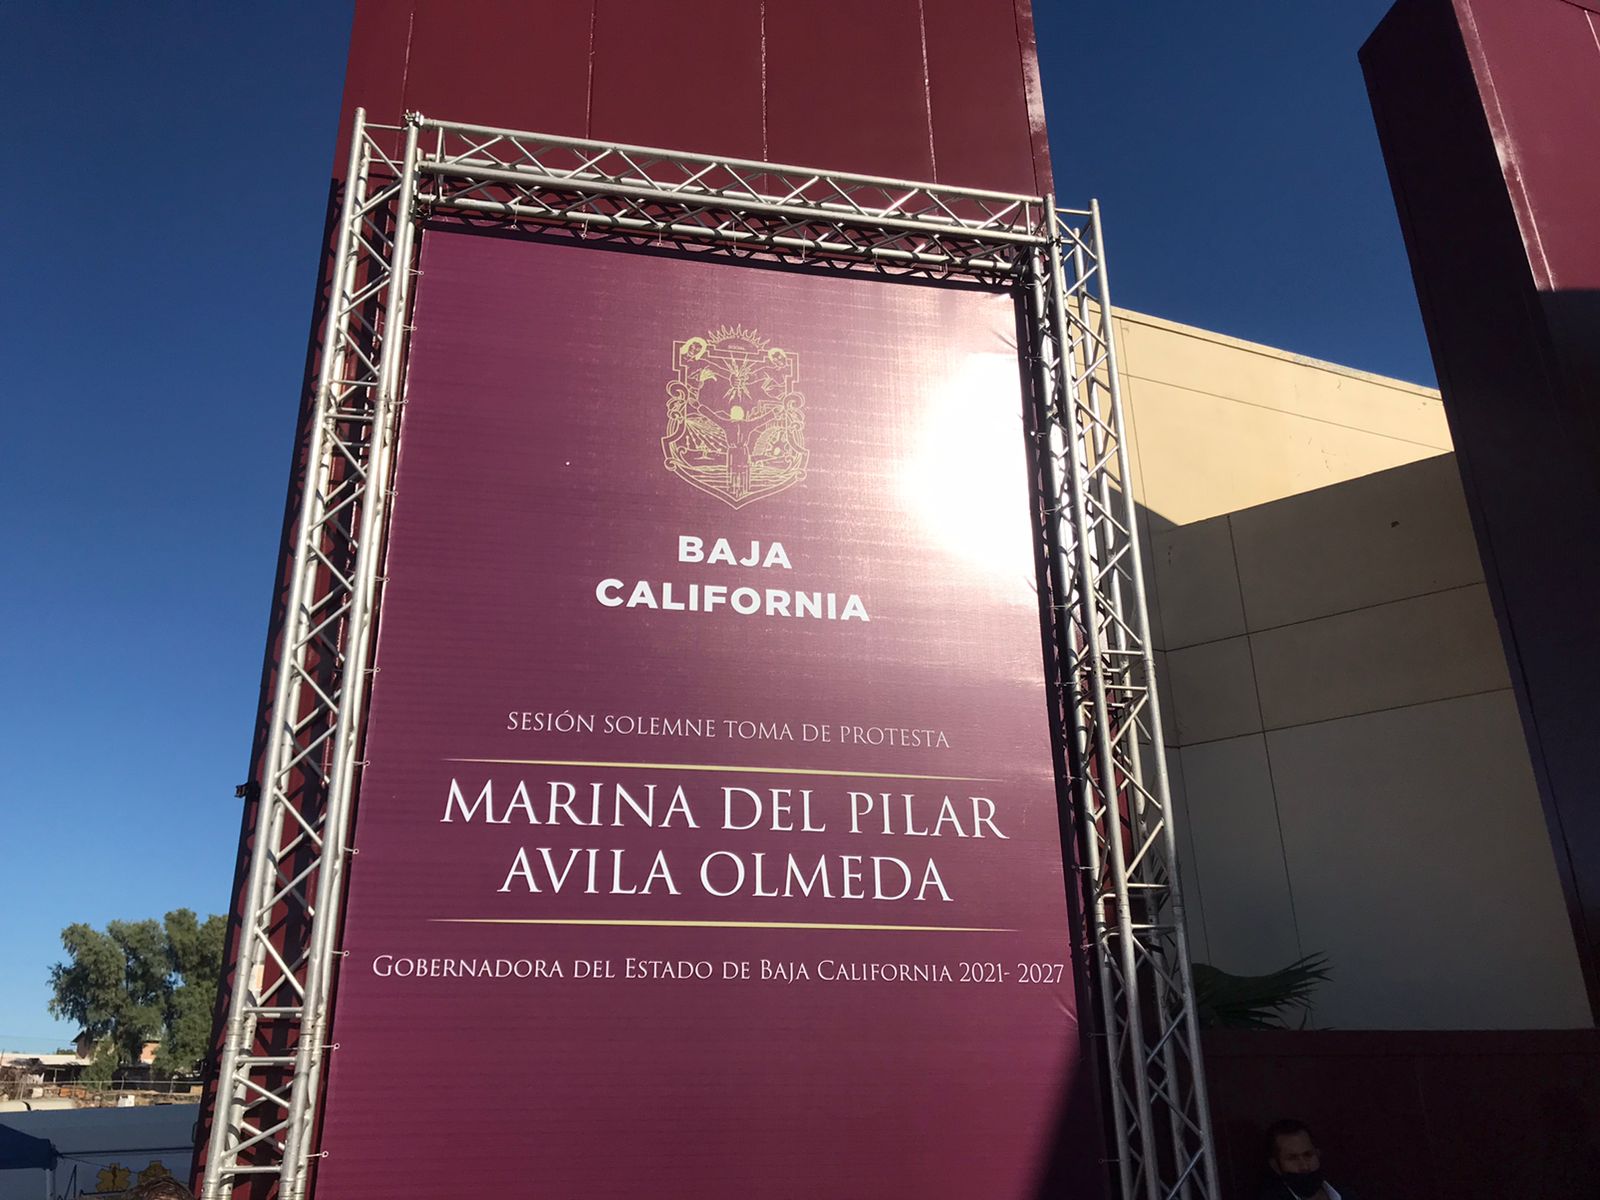 SOCIAL
BAJA
CALIFORNIA
SESIÓN SOLEMNE TOMA DE PROTESTA
MARINA DEL PILAR
AVILA OLMEDA
GOBERNADORA DEL ESTADO DE BAJA CALIFORNIA 2021- 2027